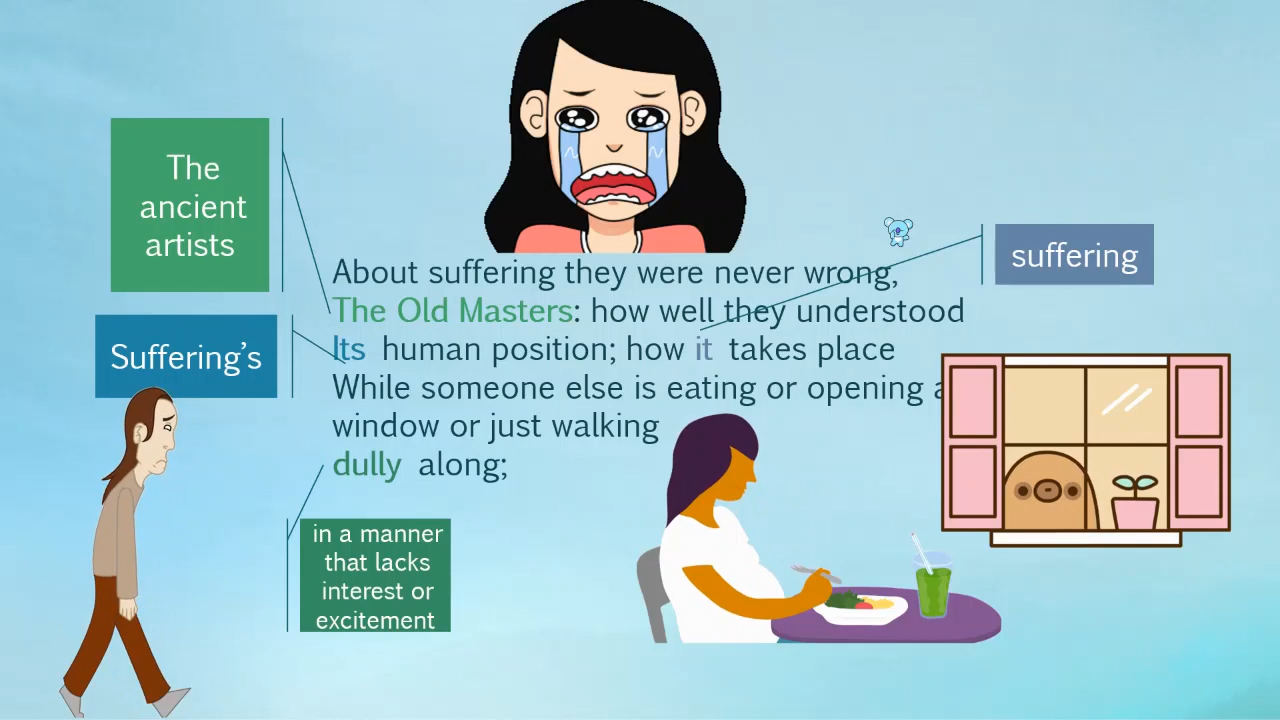 The
ancient
artists
suffering
About suffering they were never wrong,
The Old Masters: how well they understood
Its human position; how it takes place
While someone else is eating or opening a
window or just walking
dully along;
Suffering's
in a manner
that lacks
interest or
excitement